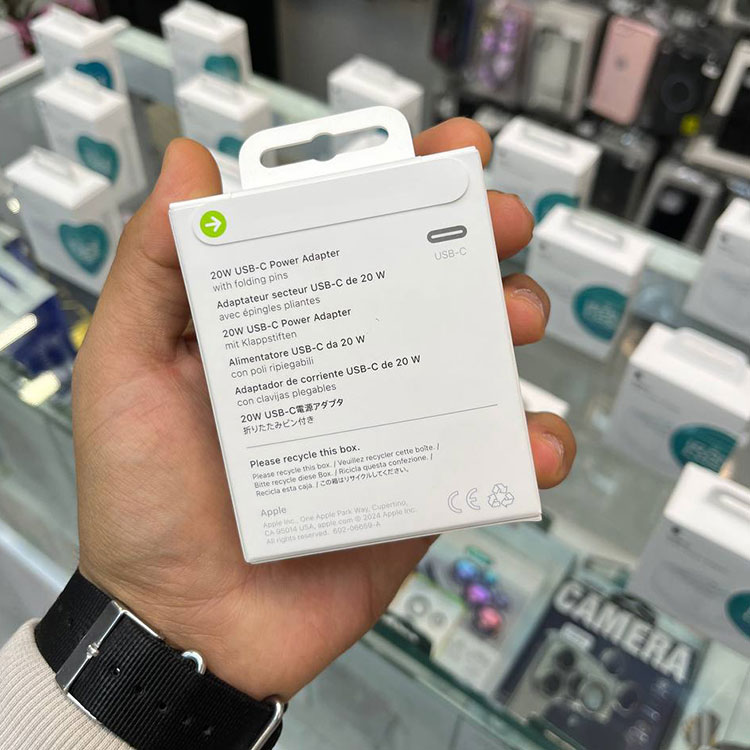 20W USB-C Power Adapter
with folding pins
USB-C
Adaptateur secteur USB-C de 20 W
avec épingles pliantes
20W USB-C Power Adapter
mit Klappstiften
Alimentatore USB-C da 20 W
con poli ripiegabili
Adaptador de corriente USB-C de 20 W
con clavijas plegables
20W USB-C電源アダプタ
折りたたみピン付き
Please recycle this box.
Please recycle this box. / Veuillez recycler cette boîte. /
Bitte recycle diese Box. / Ricicla questa confezione. /
Recicla esta caja. / この箱はリサイクルしてください。
Apple
Apple Inc., One Apple Park Way, Cupertino,
CA 95014 USA, apple.com © 2024 Apple Inc.
All rights reserved. 692-06659-A
CE
CAMERA